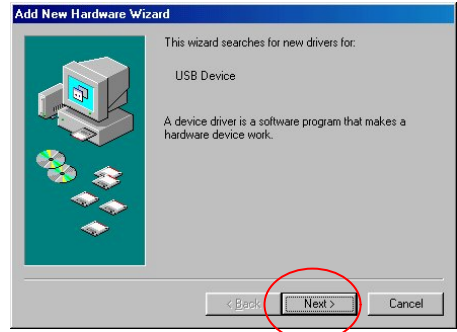 Add New Hardware Wizard
This wizard searches for new drivers for:
USB Device
A device driver is a software program that makes a
hardware device work.
< Back
Next >
Cancel